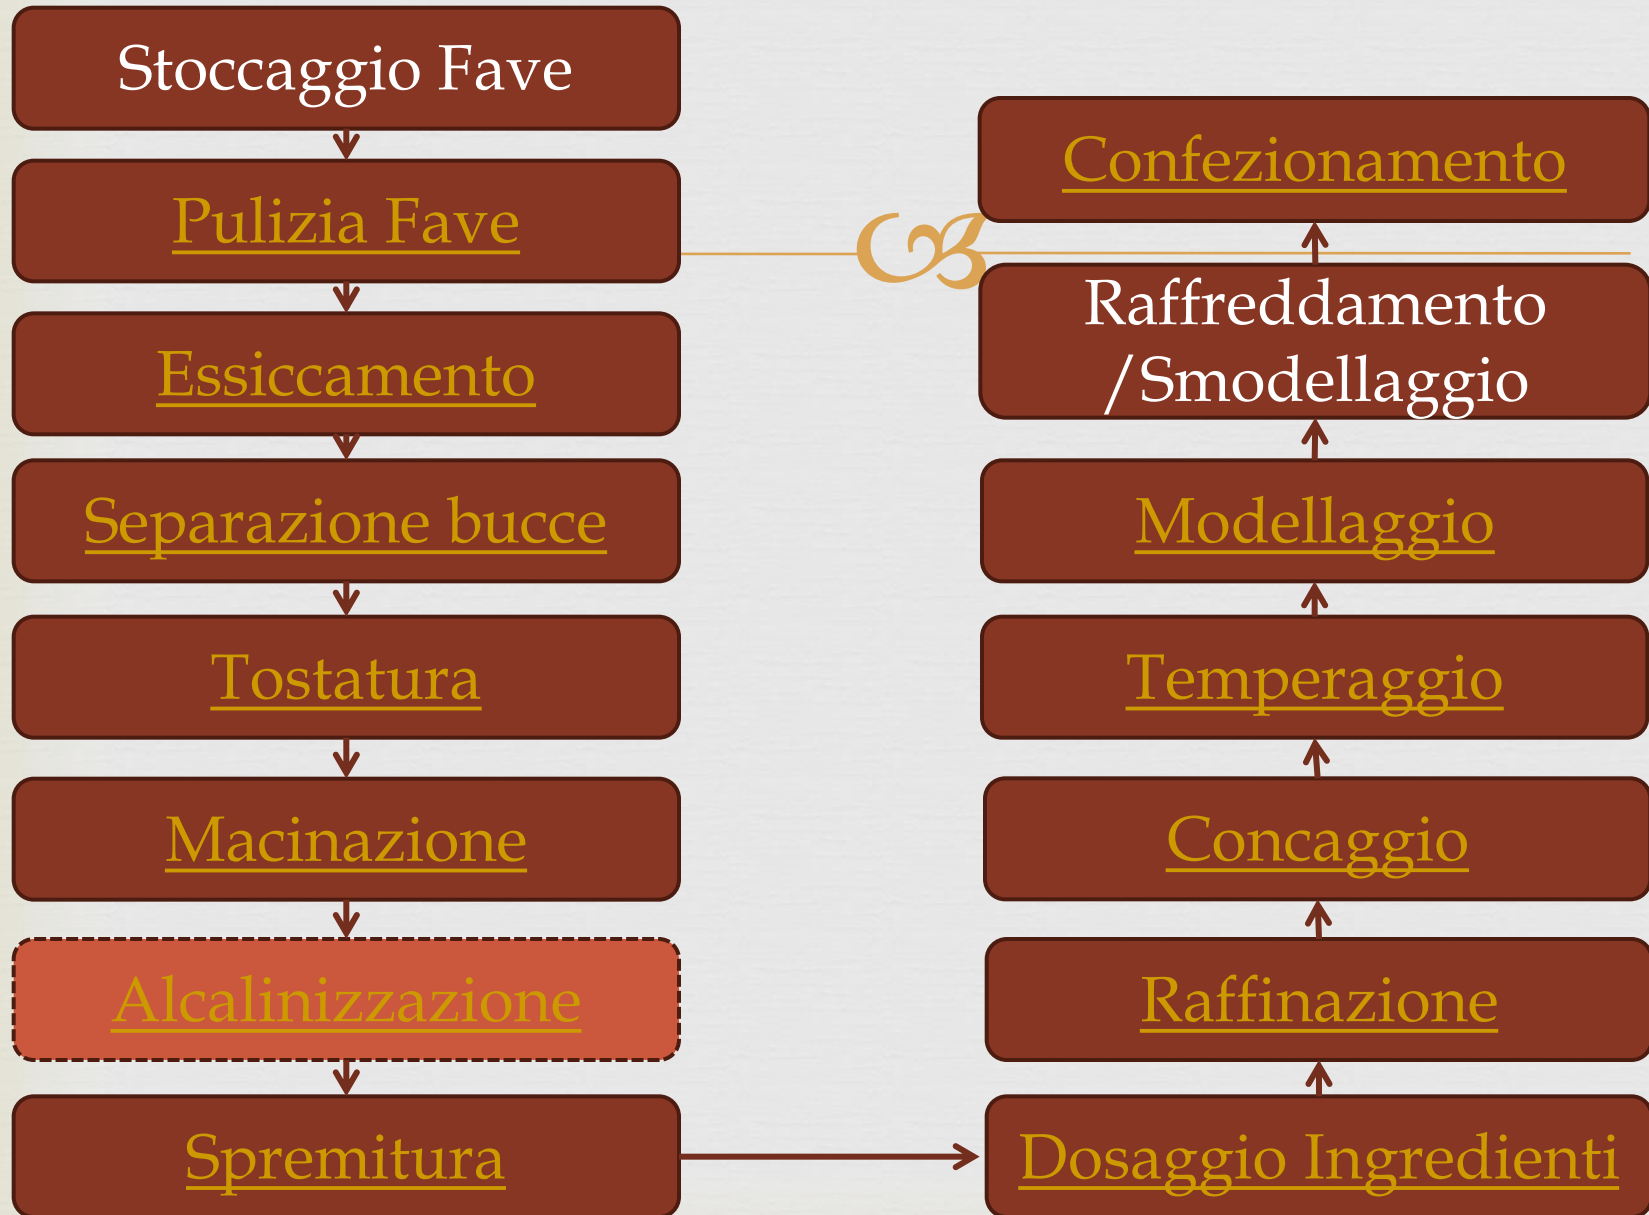 Stoccaggio Fave
Pulizia Fave
Essiccamento
Separazione bucce
Tostatura
Macinazione
Alcalinizzazione
Spremitura
Dosaggio Ingredienti
Raffinazione
Concaggio
Temperaggio
Modellaggio
Raffreddamento
/Smodellaggio
Confezionamento